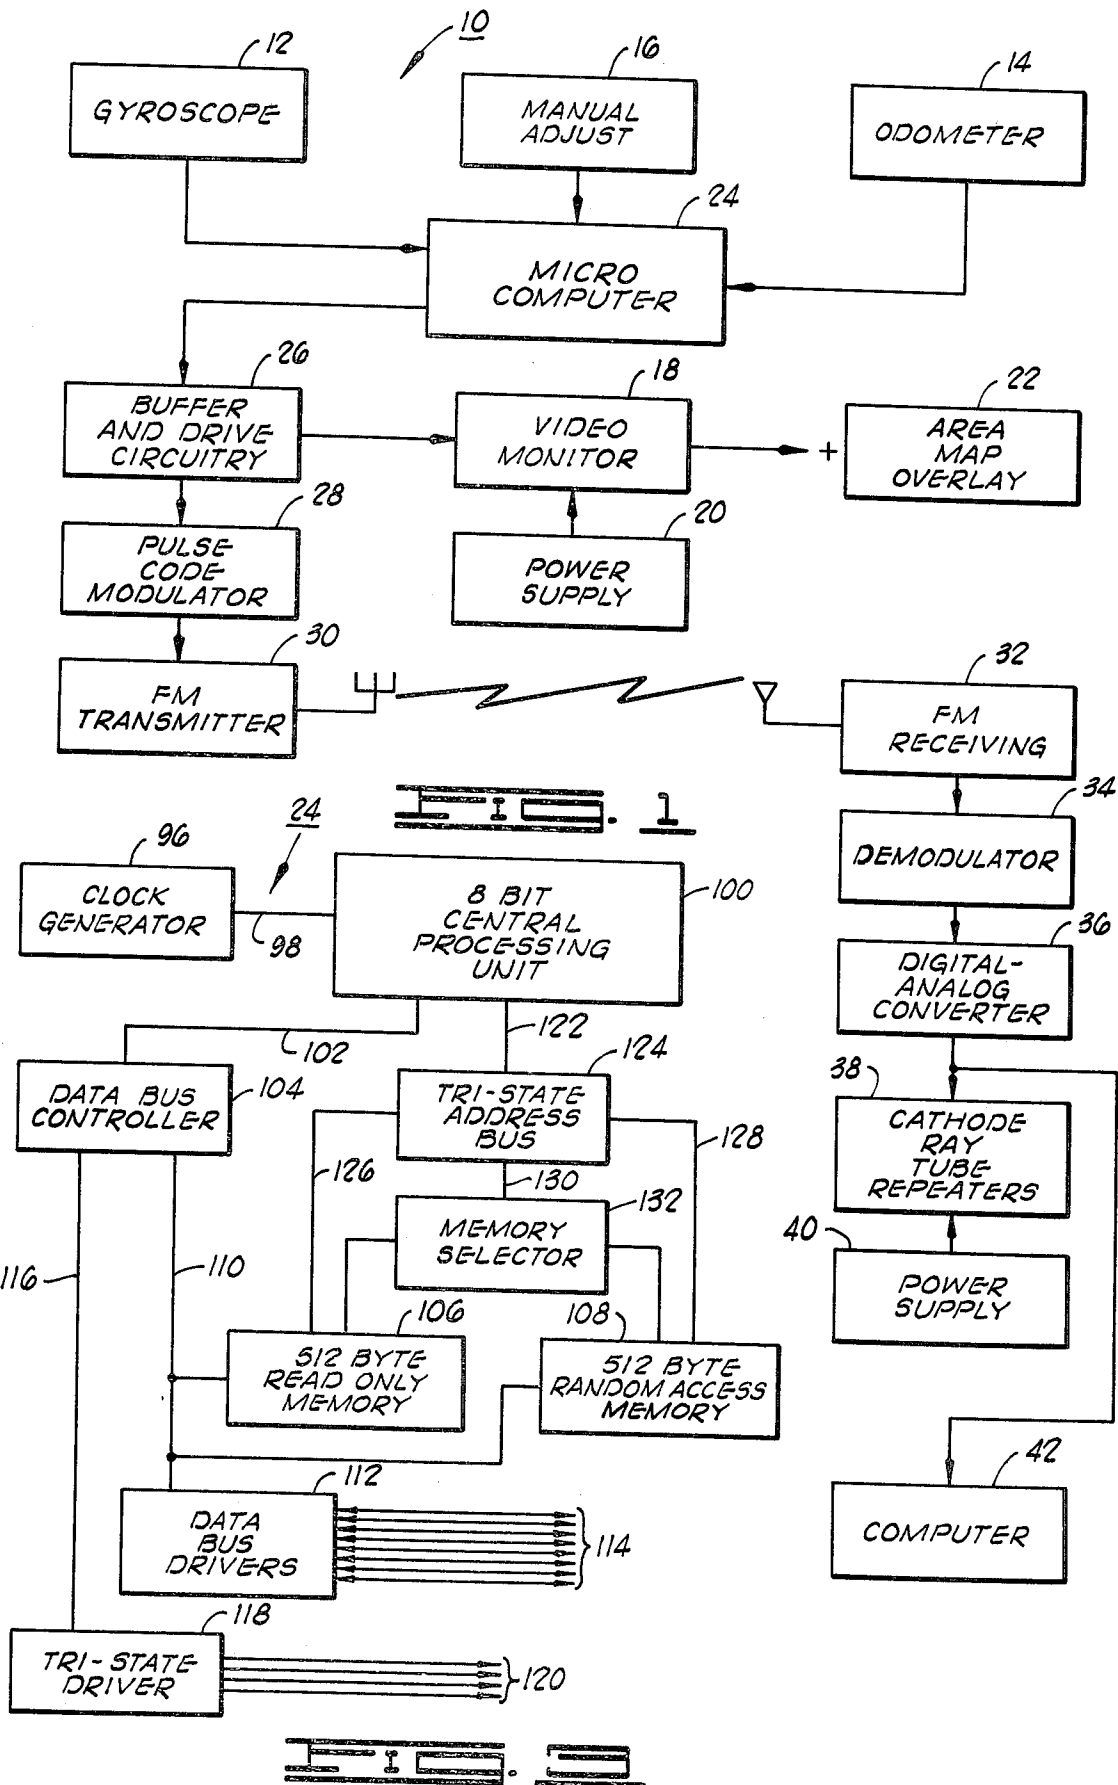 10
12
GYROSCOPE
16
MANUAL
ADJUST
14
ODOMETER
24
MICRO
COMPUTER
26
BUFFER
AND DRIVE
CIRCUITRY
18
VIDEO
MONITOR
+
22
AREA
MAP
OVERLAY
28
PULSE
CODE
MODULATOR
20
POWER
SUPPLY
30
FM
TRANSMITTER
32
FM
RECEIVING
FIG. 1
34
DEMODULATOR
36
DIGITAL-
ANALOG
CONVERTER
38
CATHODE
RAY
TUBE
REPEATERS
40
POWER
SUPPLY
42
COMPUTER
24
96
CLOCK
GENERATOR
98
100
8 BIT
CENTRAL
PROCESSING
UNIT
102
122
104
DATA BUS
CONTROLLER
124
TRI-STATE
ADDRESS
BUS
126
128
130
132
MEMORY
SELECTOR
116
110
106
512 BYTE
READ ONLY
MEMORY
108
512 BYTE
RANDOM ACCESS
MEMORY
112
DATA
BUS
DRIVERS
114
118
TRI-STATE
DRIVER
120
FIG.